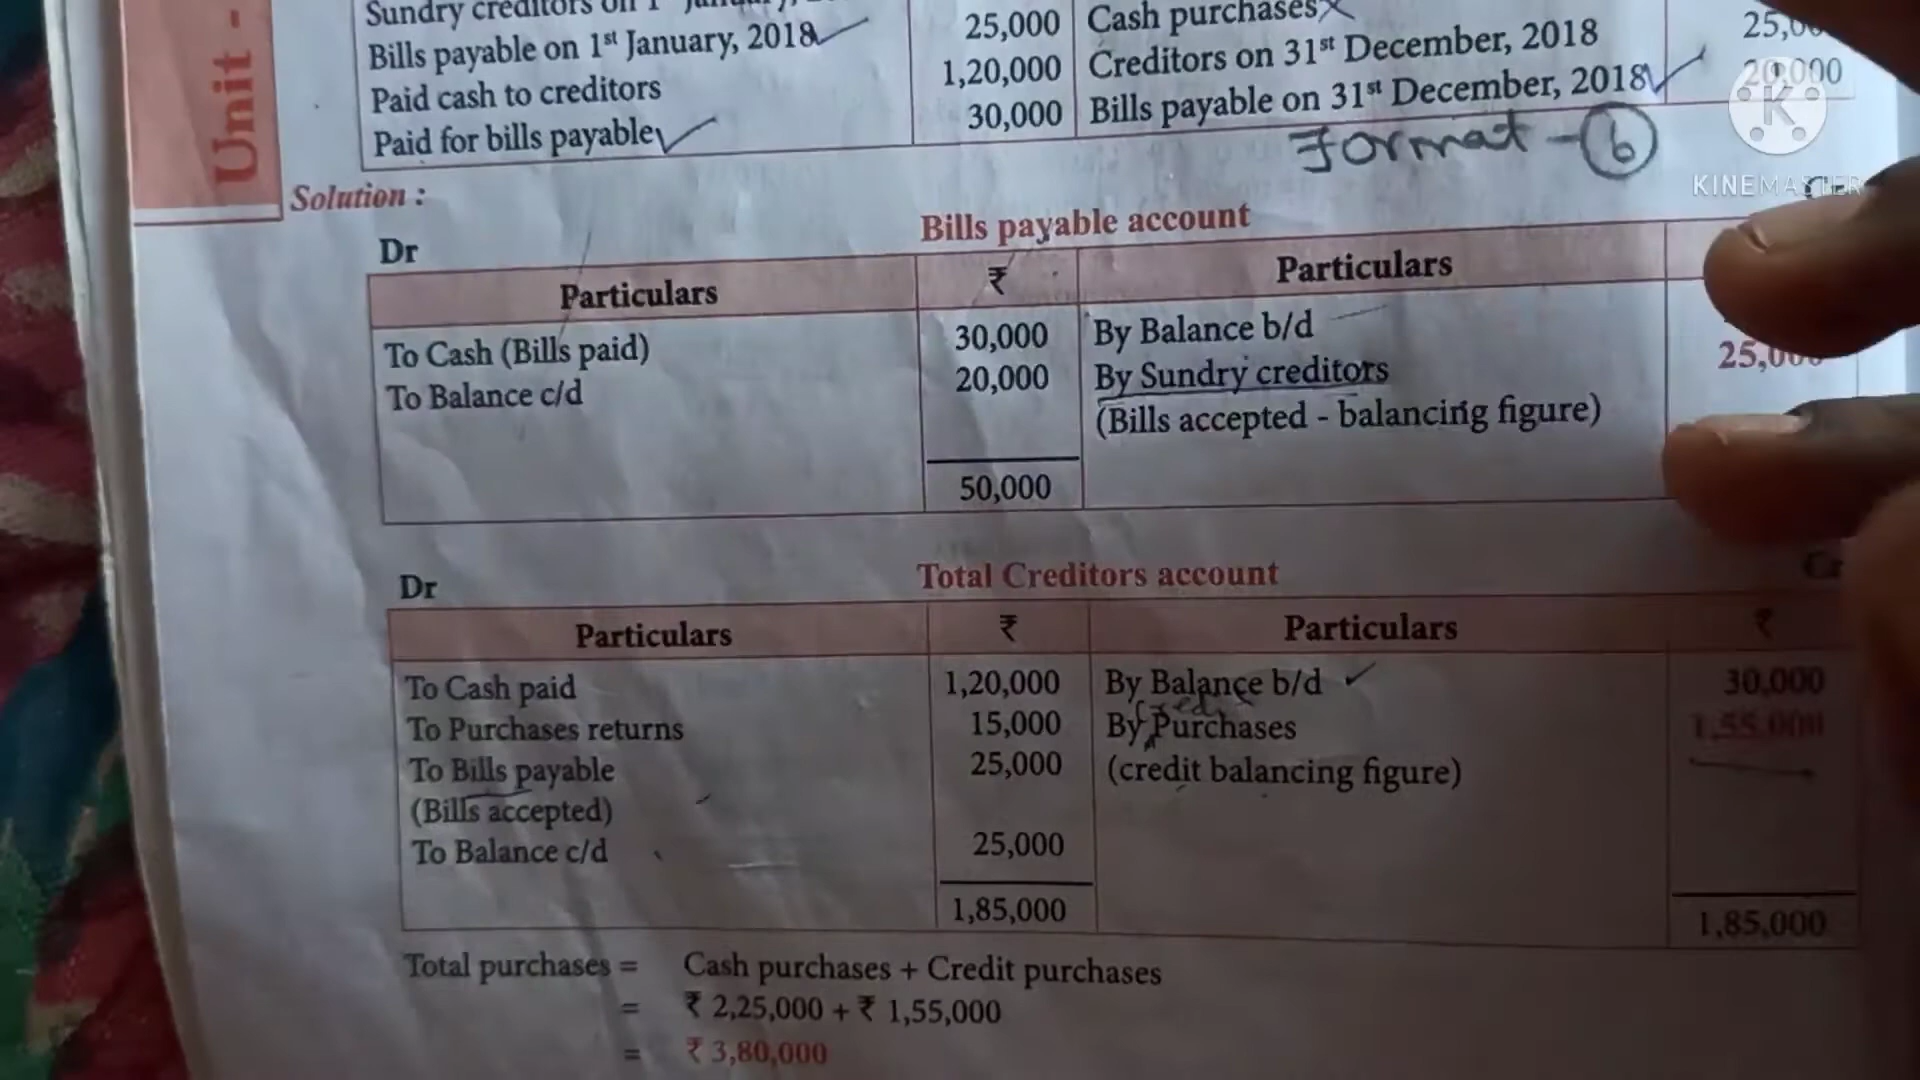 Unit -
Sundry creditors on 1st
Bills payable on 1st January, 2018
Paid cash to creditors
Paid for bills payable
25,000
1,20,000
30,000
Cash purchases
Creditors on 31st December, 2018
Bills payable on 31st December, 2018
20,000
Format - 6
KINEMASTER
Solution :
Bills payable account
Dr
Particulars ₹ Particulars
To Cash (Bills paid) 30,000 By Balance b/d
To Balance c/d 20,000 By Sundry creditors
(Bills accepted - balancing figure)
50,000
Total Creditors account
Dr Cr
Particulars ₹ Particulars ₹
To Cash paid 1,20,000 By Balance b/d 30,000
To Purchases returns 15,000 By Purchases 1,55,000
To Bills payable 25,000 (credit balancing figure)
(Bills accepted)
To Balance c/d 25,000
1,85,000 1,85,000
Total purchases = Cash purchases + Credit purchases
= ₹ 2,25,000 + ₹ 1,55,000
= ₹ 3,80,000